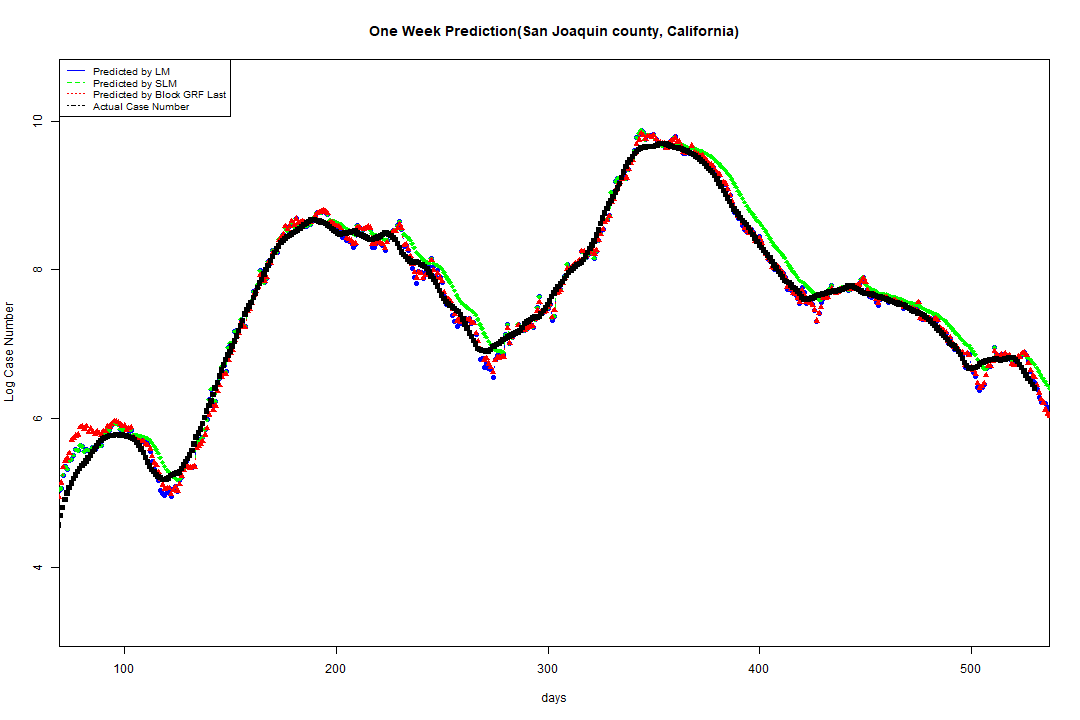 One Week Prediction(San Joaquin county, California)
Predicted by LM
Predicted by SLM
Predicted by Block GRF Last
Actual Case Number
10
8
6
4
Log Case Number
100 200 300 400 500
days